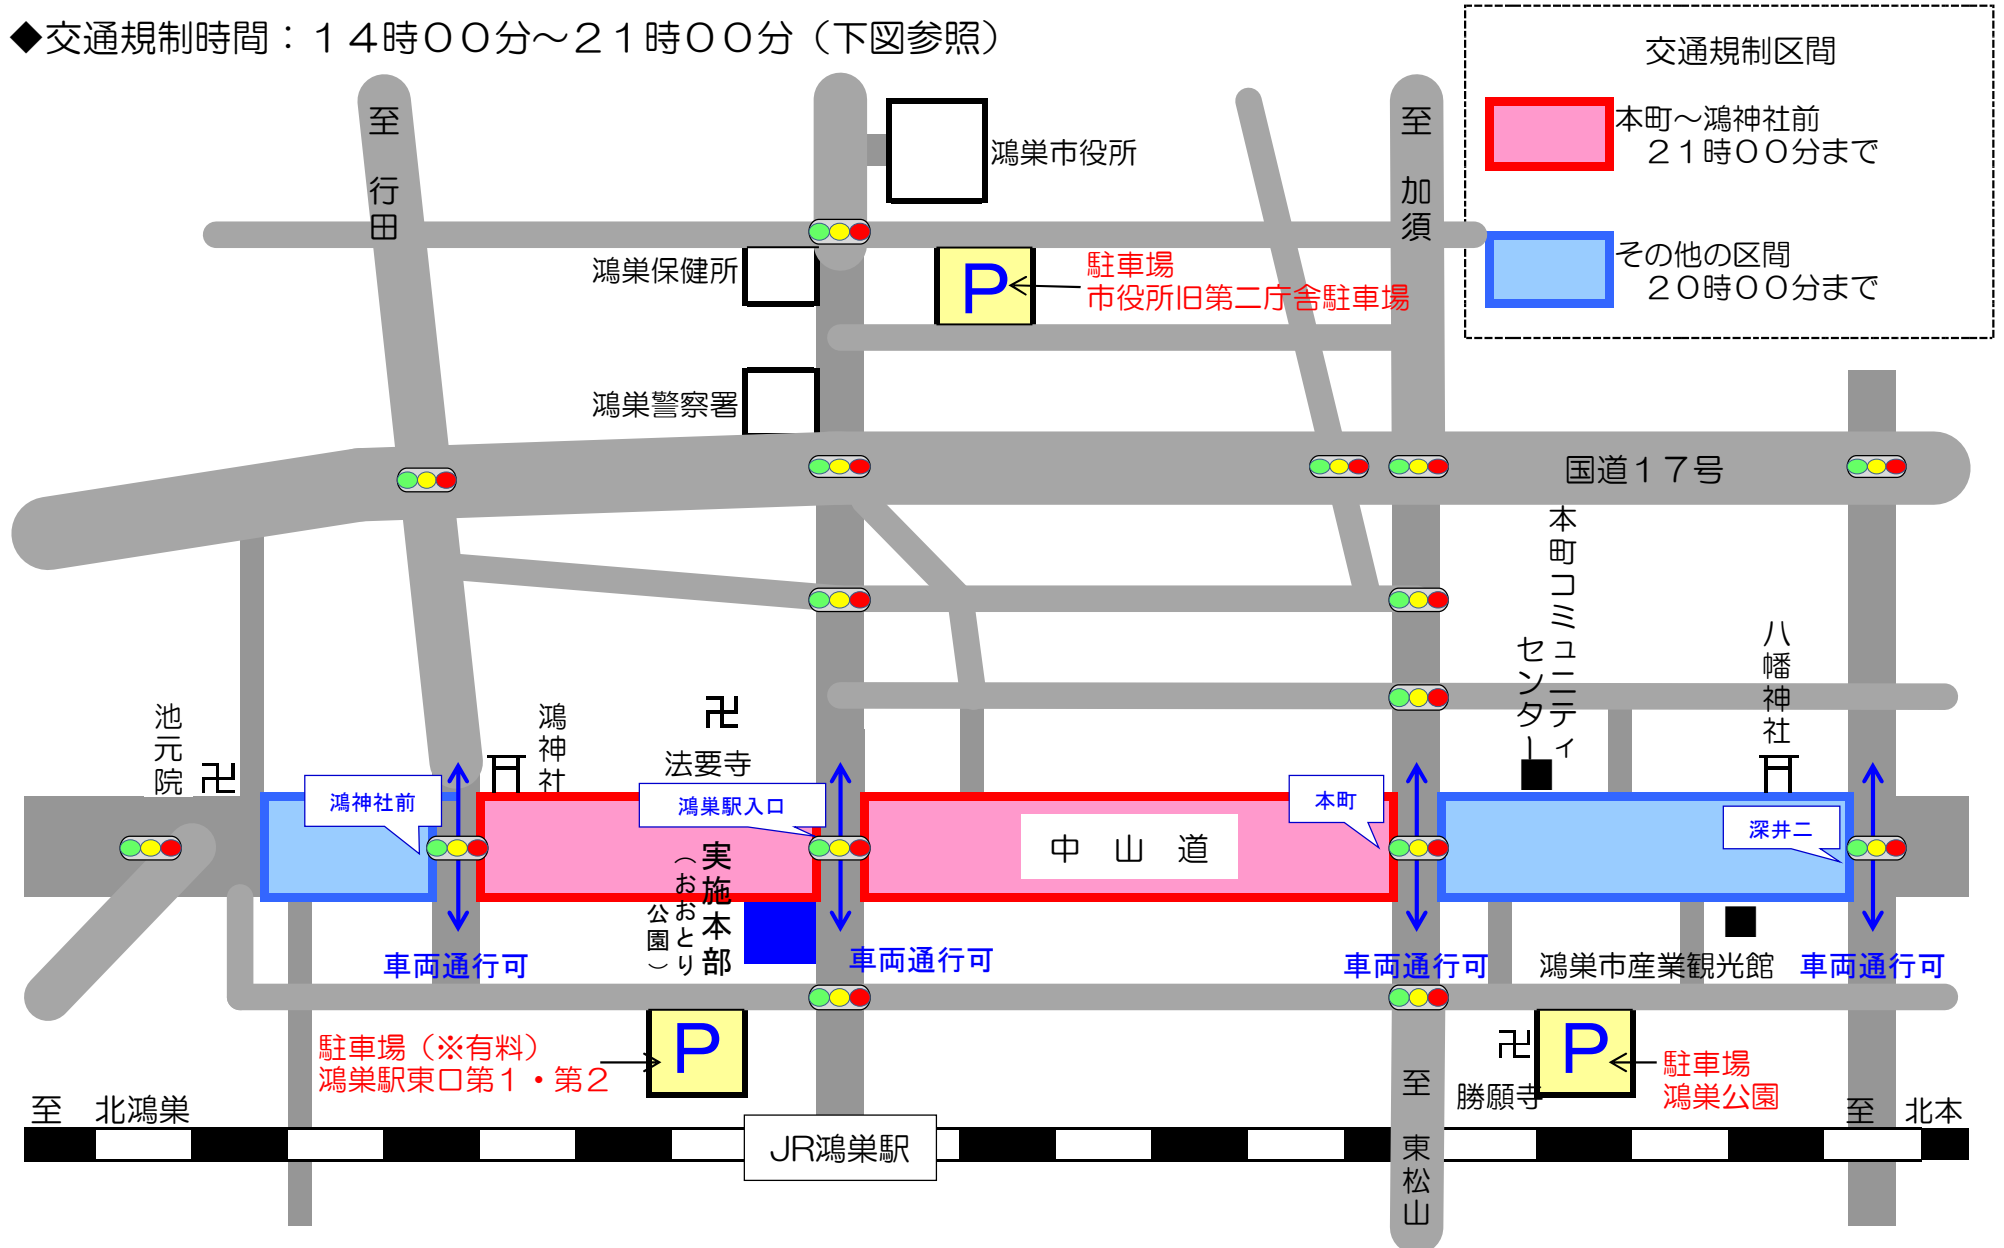 ◆交通規制時間：１４時００分～２１時００分（下図参照）
交通規制区間
本町～鴻神社前
２１時００分まで
その他の区間
２０時００分まで
至　行田
鴻巣市役所
至　加須
鴻巣保健所
P
駐車場
市役所旧第二庁舎駐車場
鴻巣警察署
国道１７号
本町コミュニティ
センター
八幡神社
池元院
卍
鴻神社
卍
法要寺
鴻神社前
鴻巣駅入口
本町
深井二
中　山　道
実施本部
（おおとり
公園）
車両通行可
車両通行可
車両通行可
車両通行可
鴻巣市産業観光館
駐車場（※有料）
鴻巣駅東口第１・第２
P
卍
勝願寺
P
駐車場
鴻巣公園
至　北鴻巣
JR鴻巣駅
至　東松山
至　北本